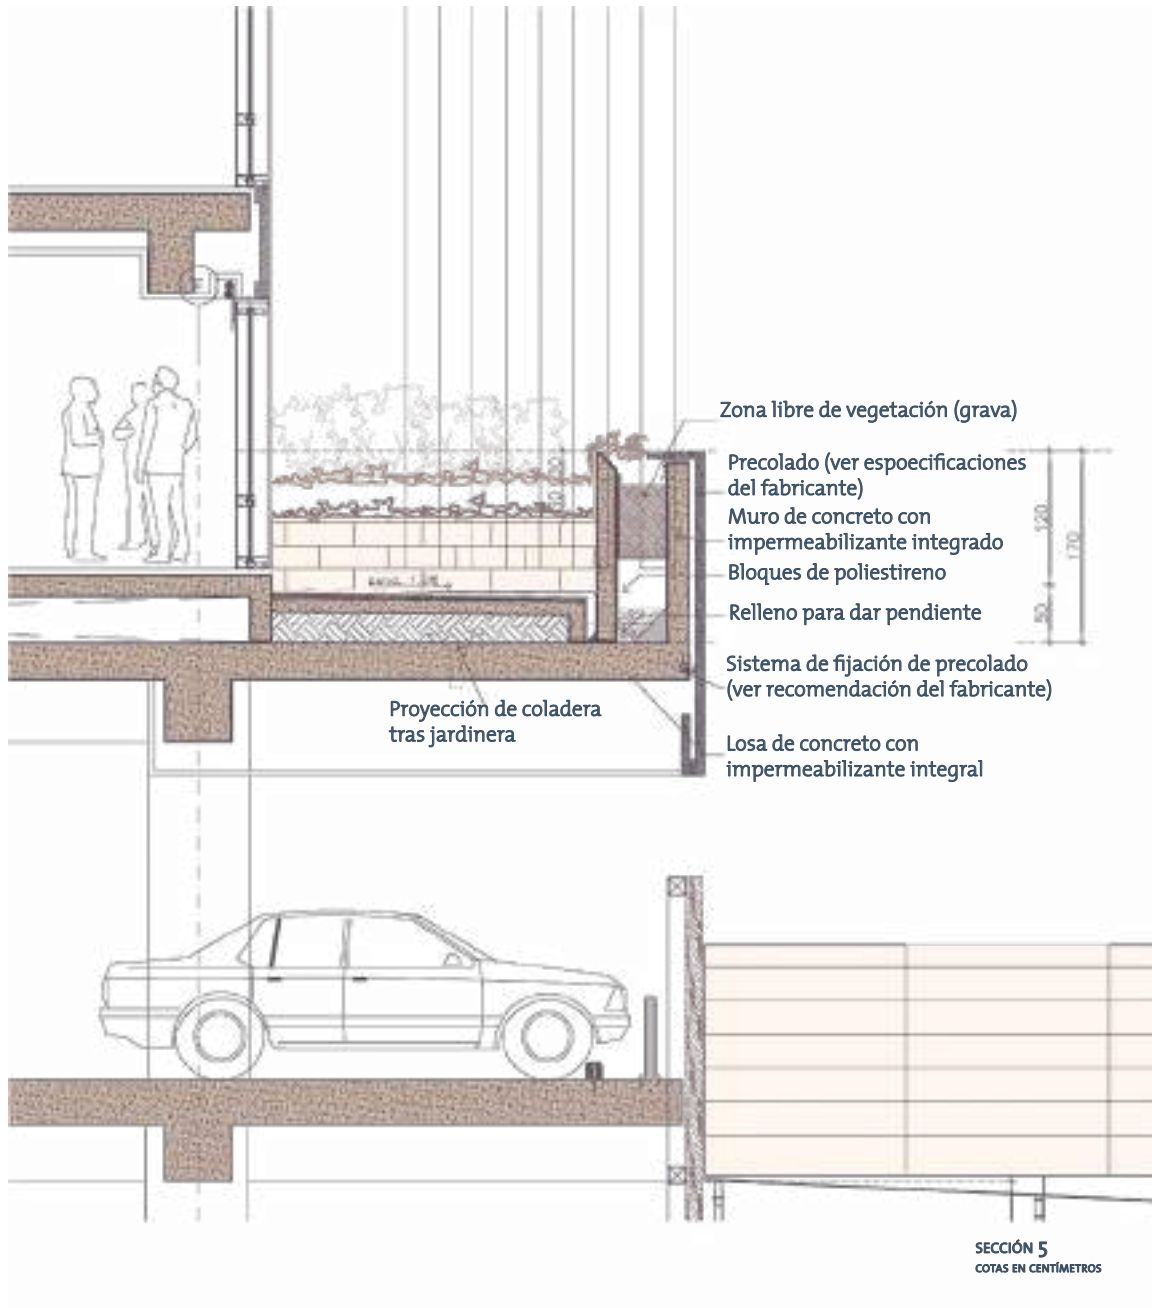 Zona libre de vegetación (grava)
Precolado (ver espoecificaciones
del fabricante)
Muro de concreto con
impermeabilizante integrado
Bloques de poliestireno
Relleno para dar pendiente
Sistema de fijación de precolado
(ver recomendación del fabricante)
Losa de concreto con
impermeabilizante integral
Proyección de coladera
tras jardinera
120
170
50
SECCIÓN 5
COTAS EN CENTÍMETROS